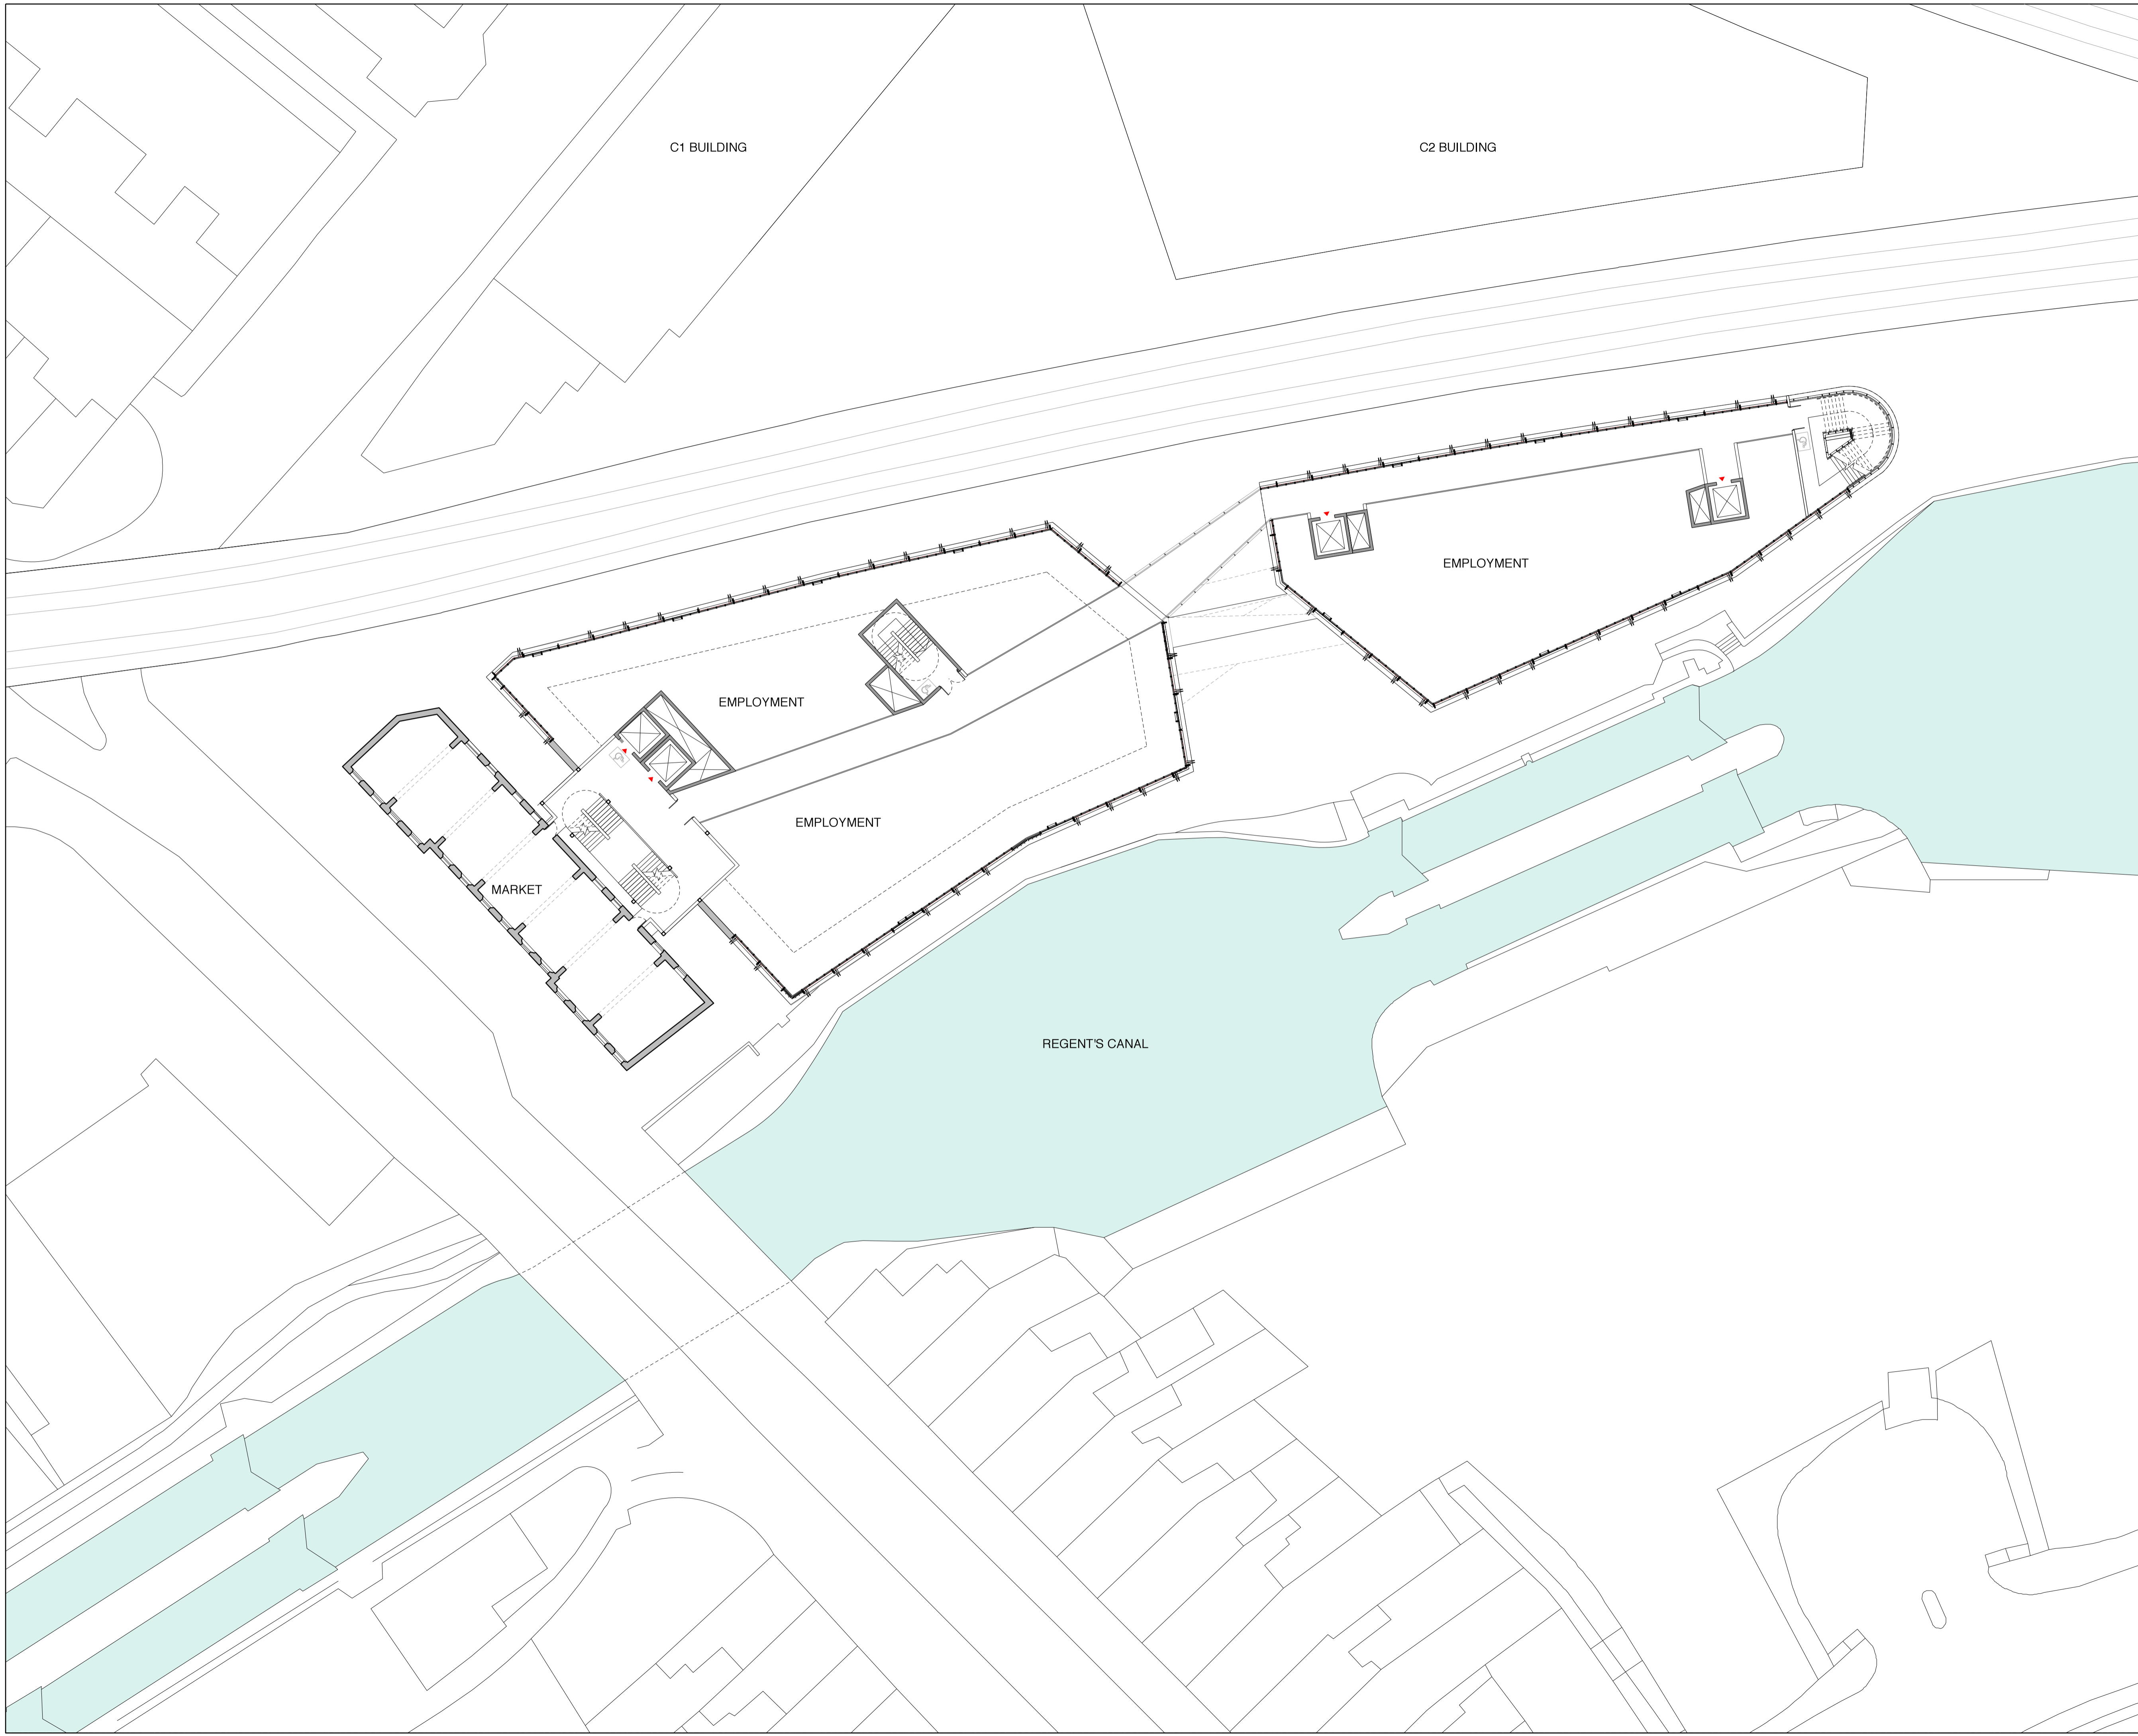 C1 BUILDING
C2 BUILDING
EMPLOYMENT
EMPLOYMENT
EMPLOYMENT
MARKET
REGENT'S CANAL